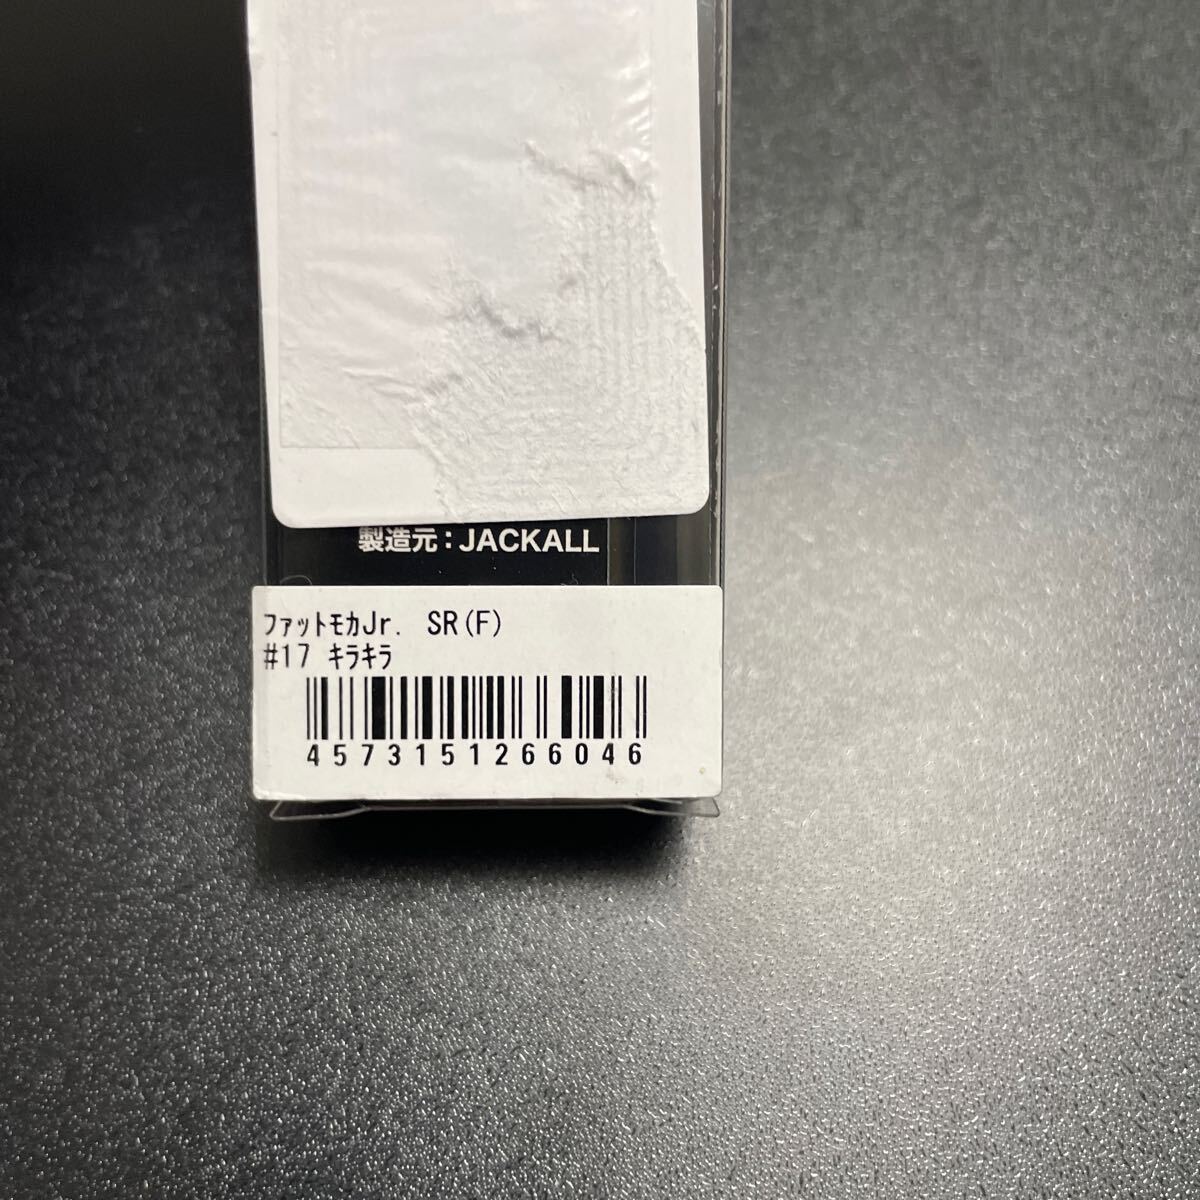 製造元：JACKALL
ﾌｧｯﾄﾓｶJr. SR(F)
#17 ｷﾗｷﾗ
4573151266046